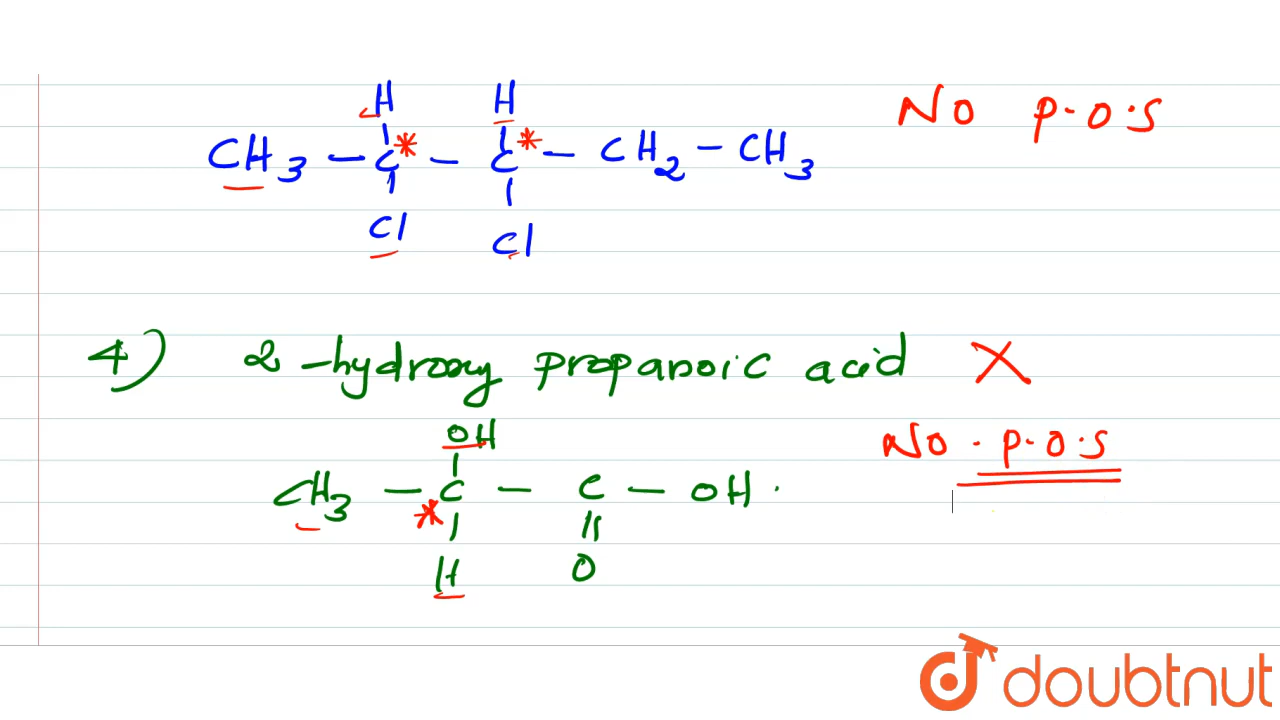 H H No P.O.S
CH3 - C* - C* - CH2 - CH3
Cl Cl
4) 2-hydroxy propanoic acid X
OH No.P.O.S
CH3 - C* - C - OH.
H O
doubtnut